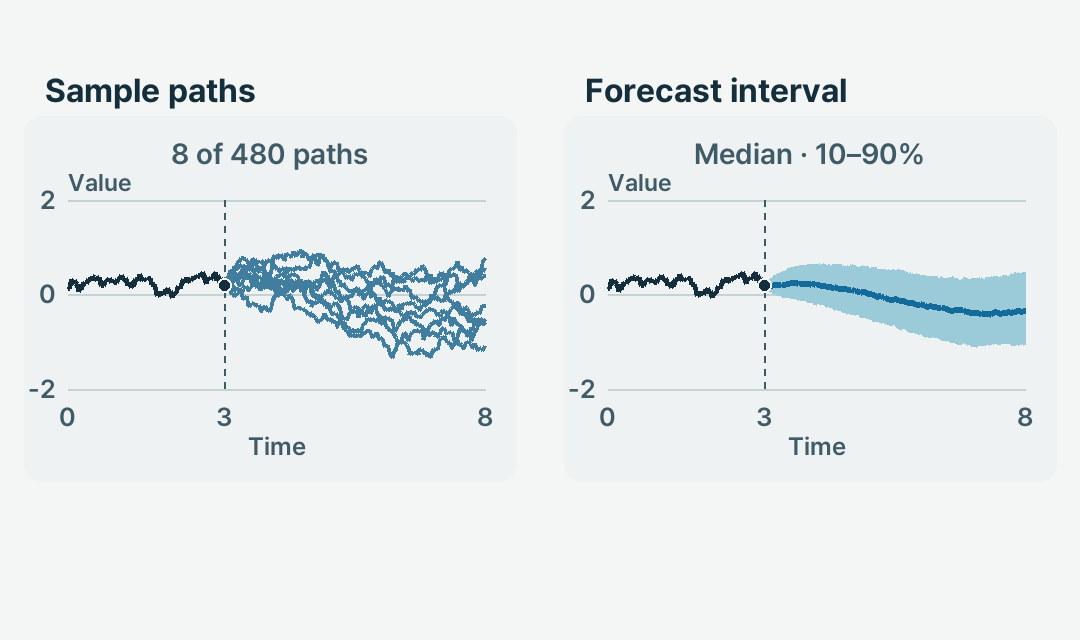 Sample paths
8 of 480 paths
Value
2
0
-2
0 3 8
Time
Forecast interval
Median · 10–90%
Value
2
0
-2
0 3 8
Time